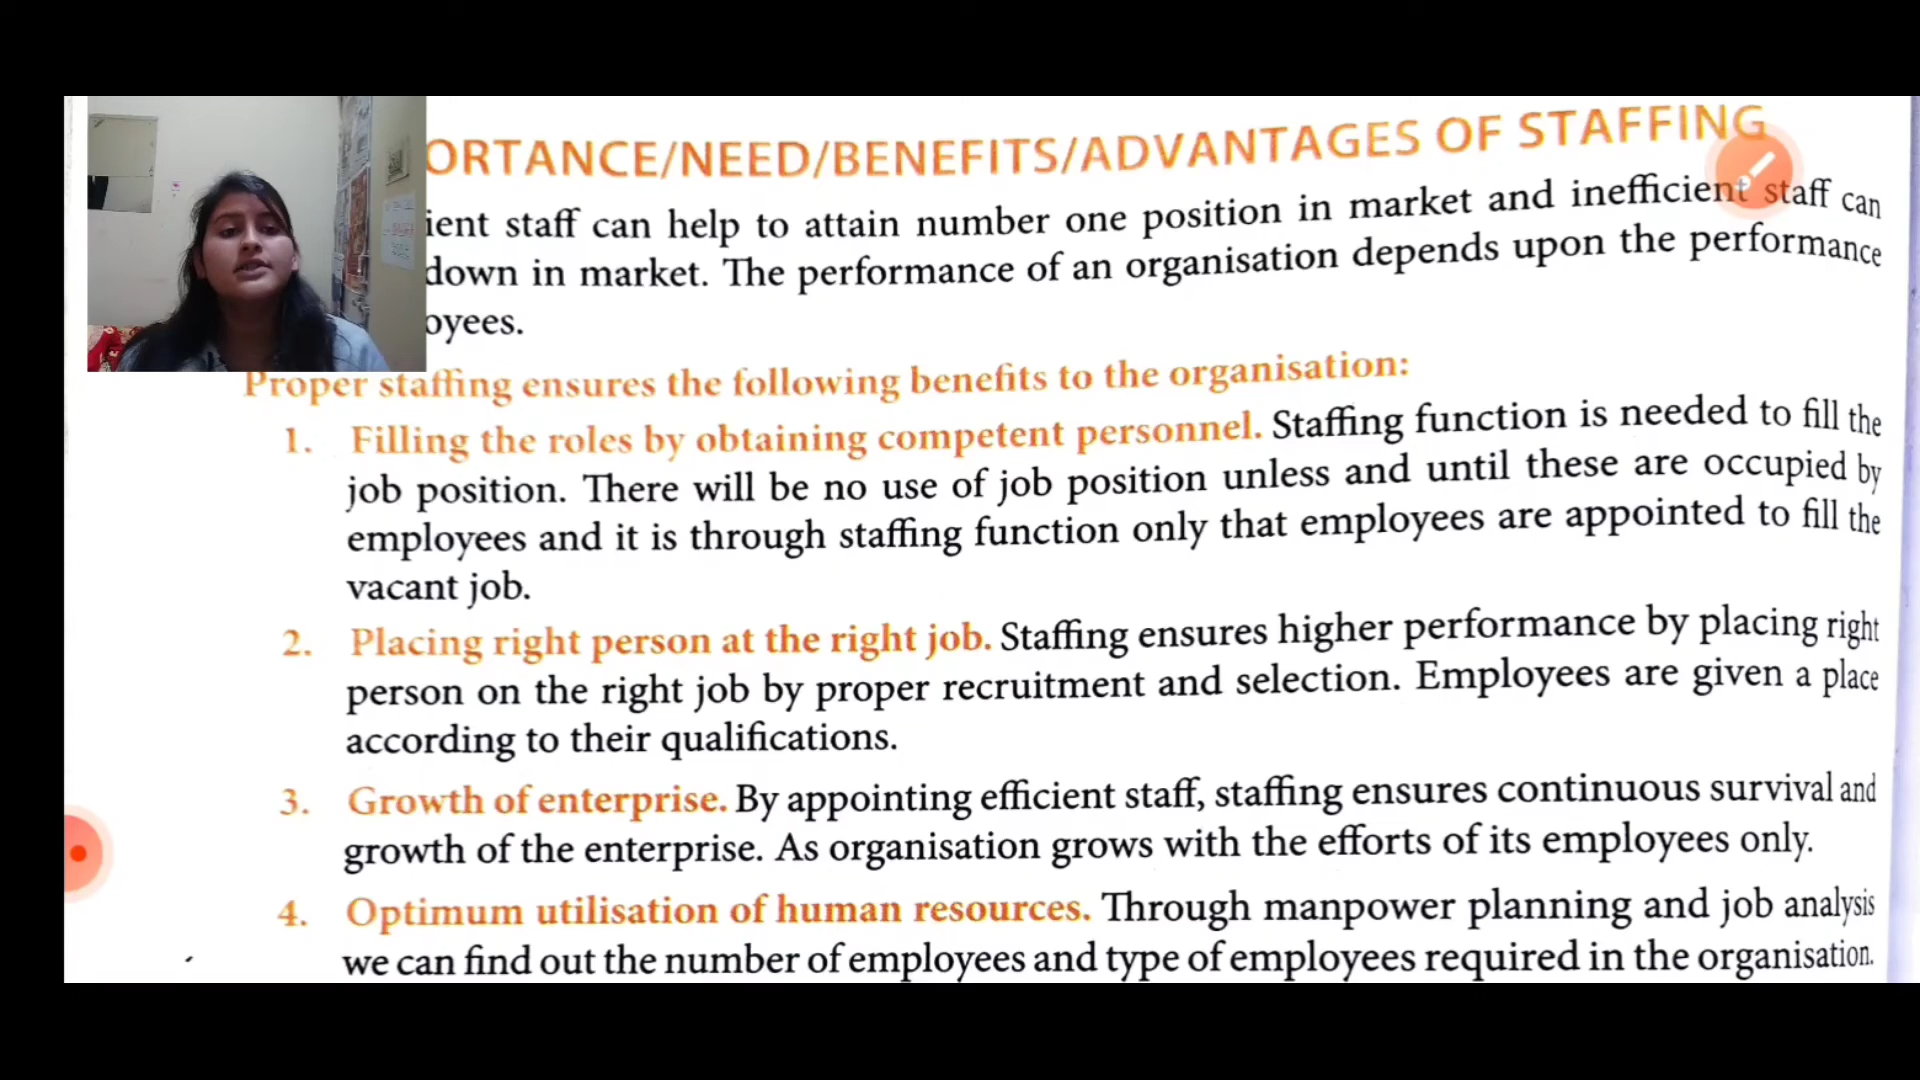 ORTANCE/NEED/BENEFITS/ADVANTAGES OF STAFFING
ient staff can help to attain number one position in market and inefficient staff can
down in market. The performance of an organisation depends upon the performance
oyees.
Proper staffing ensures the following benefits to the organisation:
1. Filling the roles by obtaining competent personnel. Staffing function is needed to fill the
job position. There will be no use of job position unless and until these are occupied by
employees and it is through staffing function only that employees are appointed to fill the
vacant job.
2. Placing right person at the right job. Staffing ensures higher performance by placing right
person on the right job by proper recruitment and selection. Employees are given a place
according to their qualifications.
3. Growth of enterprise. By appointing efficient staff, staffing ensures continuous survival and
growth of the enterprise. As organisation grows with the efforts of its employees only.
4. Optimum utilisation of human resources. Through manpower planning and job analysis
we can find out the number of employees and type of employees required in the organisation.